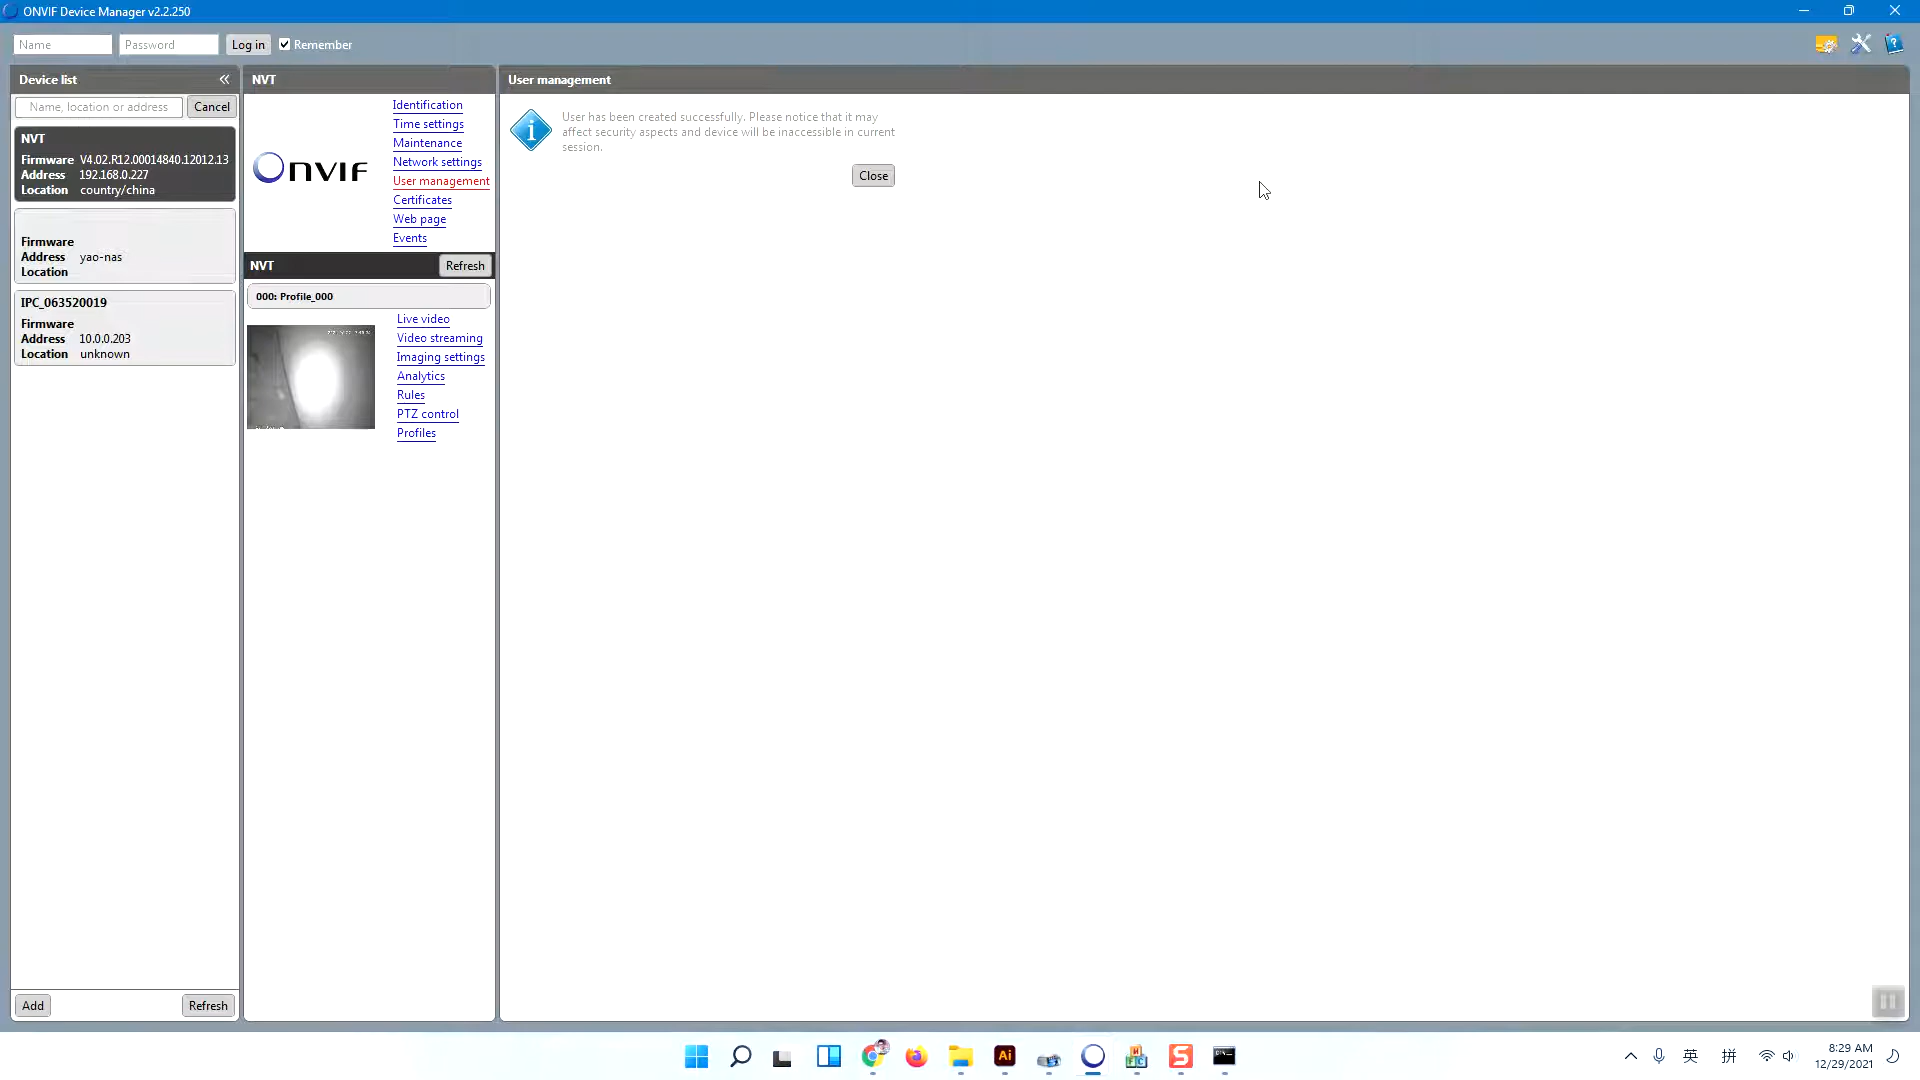 ONVIF Device Manager v2.2.250
Name
Password
Log in
Remember
Device list
«
Name, location or address
Cancel
NVT
Firmware V4.02.R12.00014840.12012.13
Address 192.168.0.227
Location country/china
Firmware
Address yao-nas
Location
IPC_063520019
Firmware
Address 10.0.0.203
Location unknown
Add
Refresh
NVT
ONVIF
Identification
Time settings
Maintenance
Network settings
User management
Certificates
Web page
Events
NVT
Refresh
000: Profile_000
Live video
Video streaming
Imaging settings
Analytics
Rules
PTZ control
Profiles
User management
User has been created successfully. Please notice that it may
affect security aspects and device will be inaccessible in current
session.
Close
Ai
S
英
拼
8:29 AM
12/29/2021